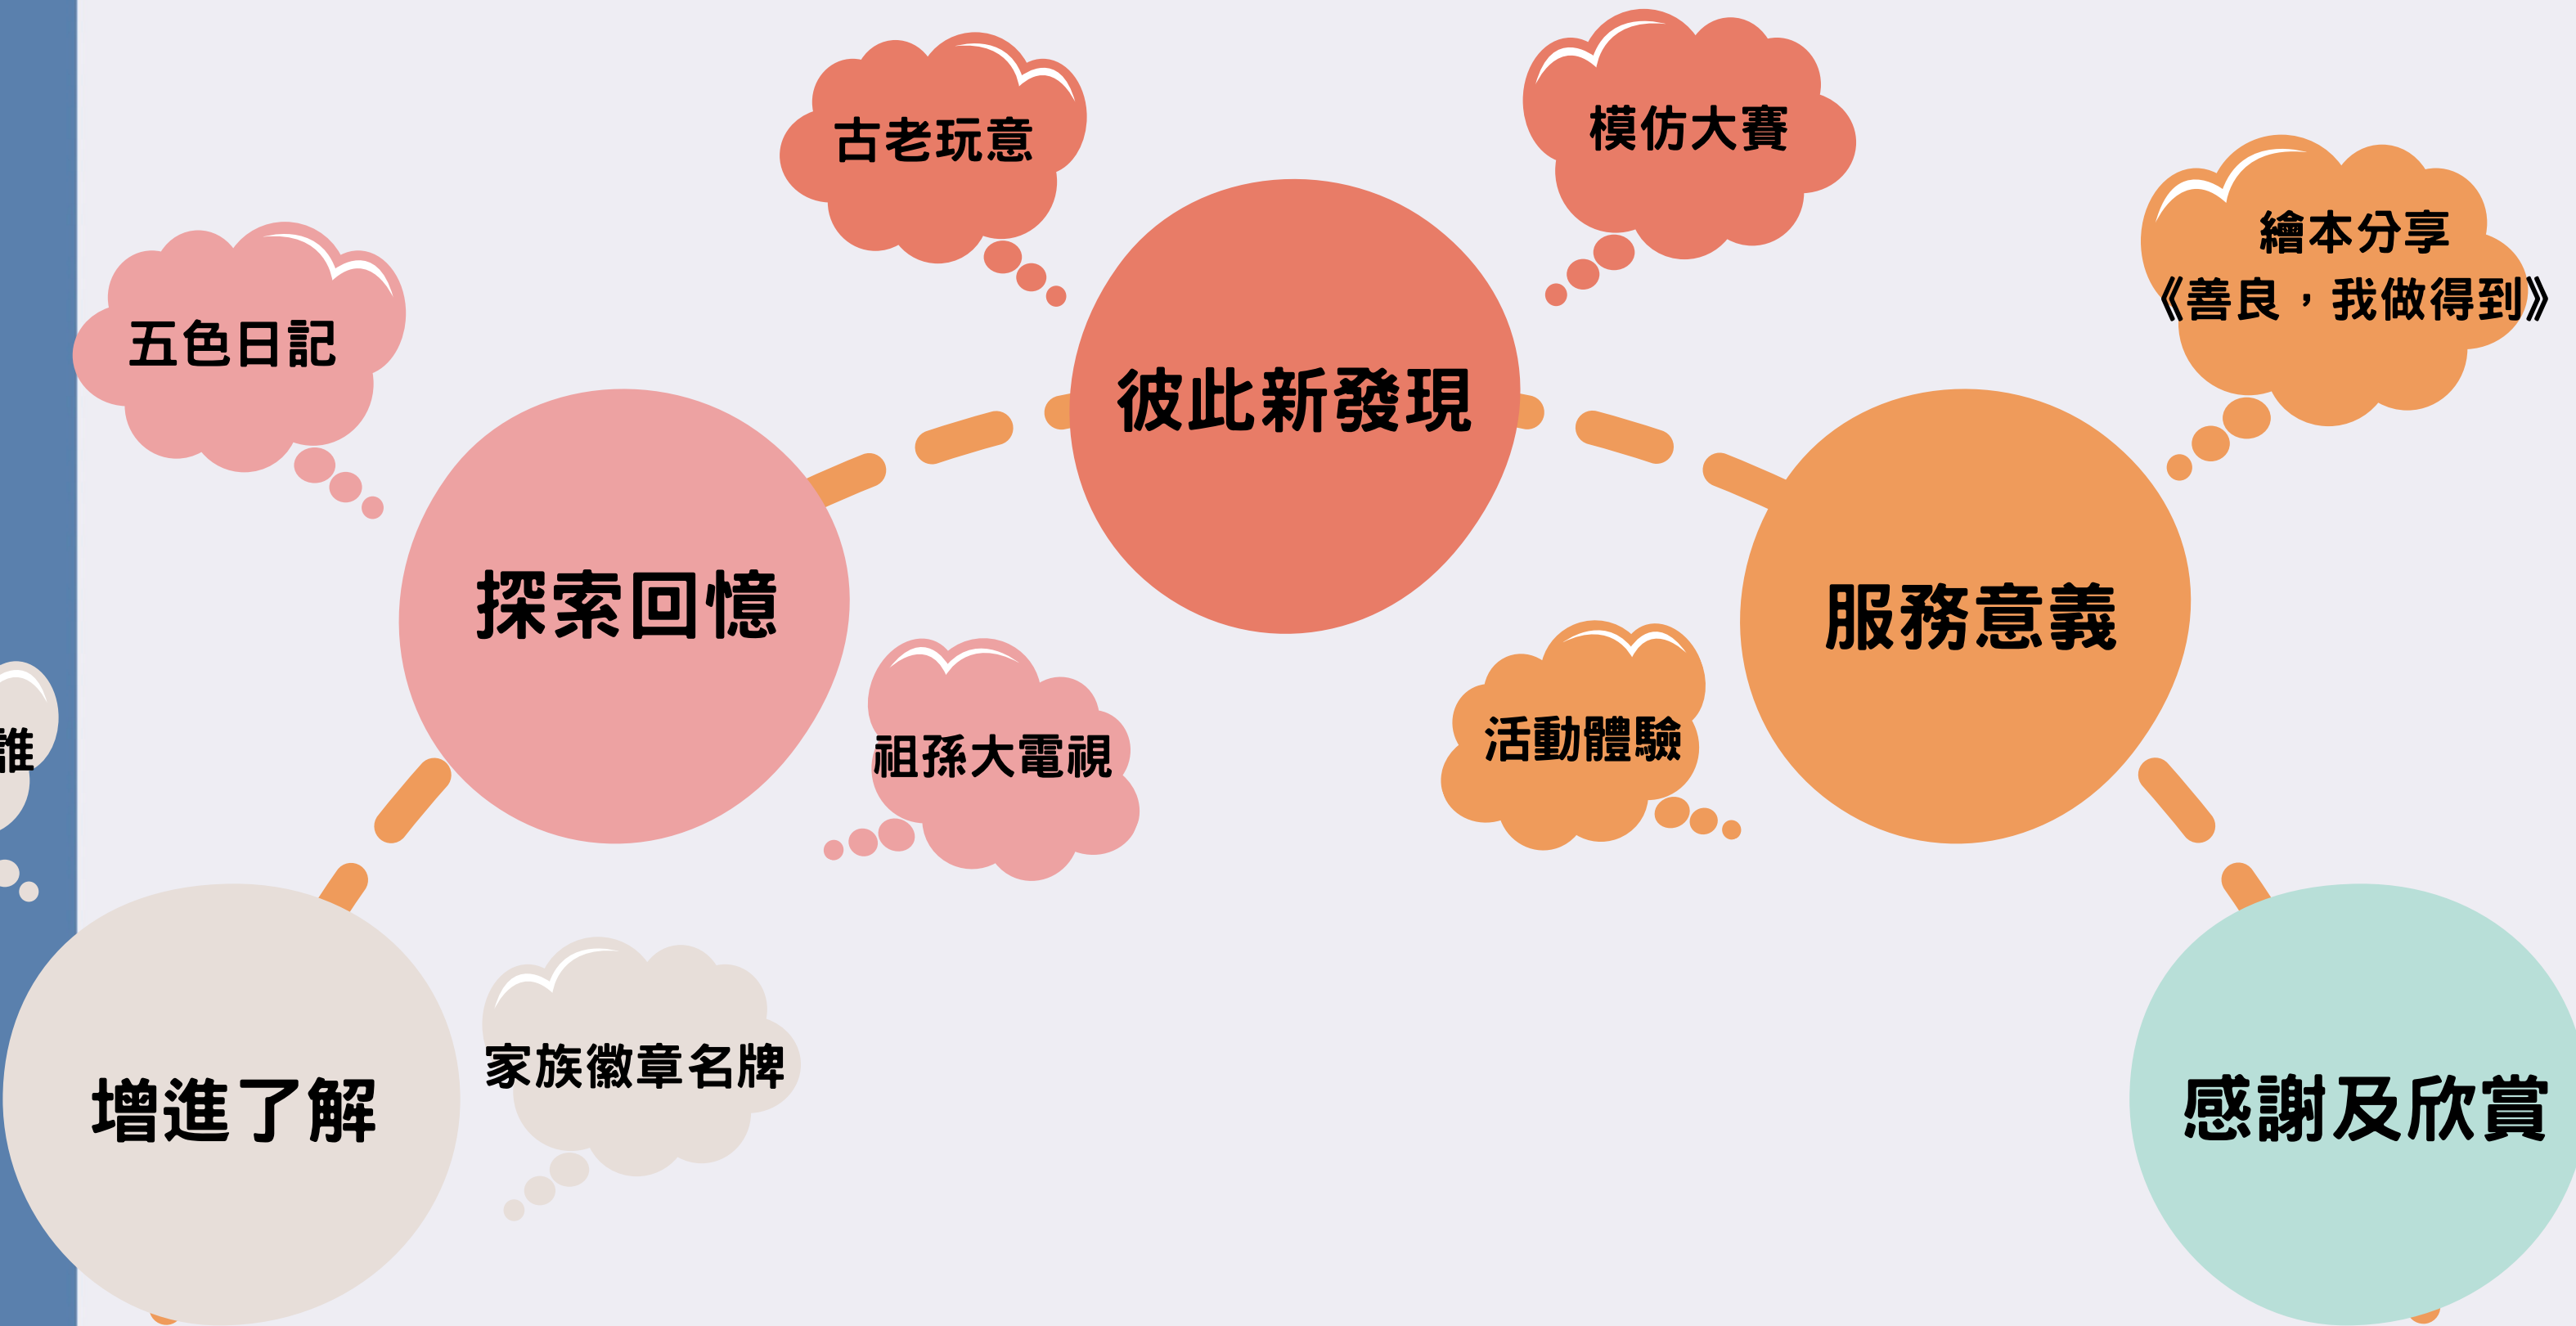 五色日記
探索回憶
祖孫大電視
古老玩意
彼此新發現
模仿大賽
繪本分享
《善良，我做得到》
服務意義
活動體驗
誰
增進了解
家族徽章名牌
感謝及欣賞